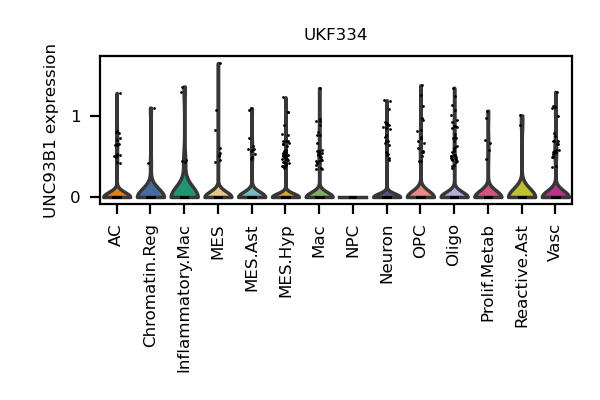 UKF334
UNC93B1 expression
1
0
AC
Chromatin.Reg
Inflammatory.Mac
MES
MES.Ast
MES.Hyp
Mac
NPC
Neuron
OPC
Oligo
Prolif.Metab
Reactive.Ast
Vasc